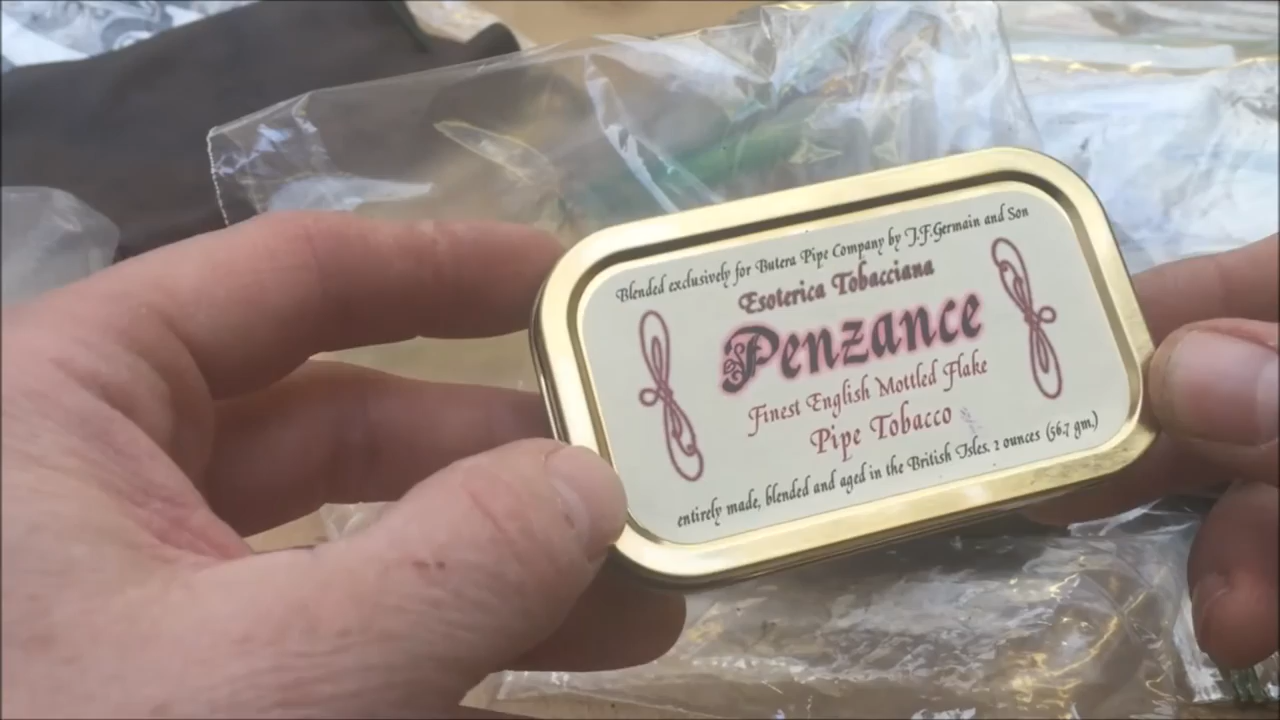 Blended exclusively for Butera Pipe Company by J.F.Germain and Son
Esoterica Tobacciana
Penzance
Finest English Mottled Flake
Pipe Tobacco
entirely made, blended and aged in the British Isles. 2 ounces (56.7 gm.)